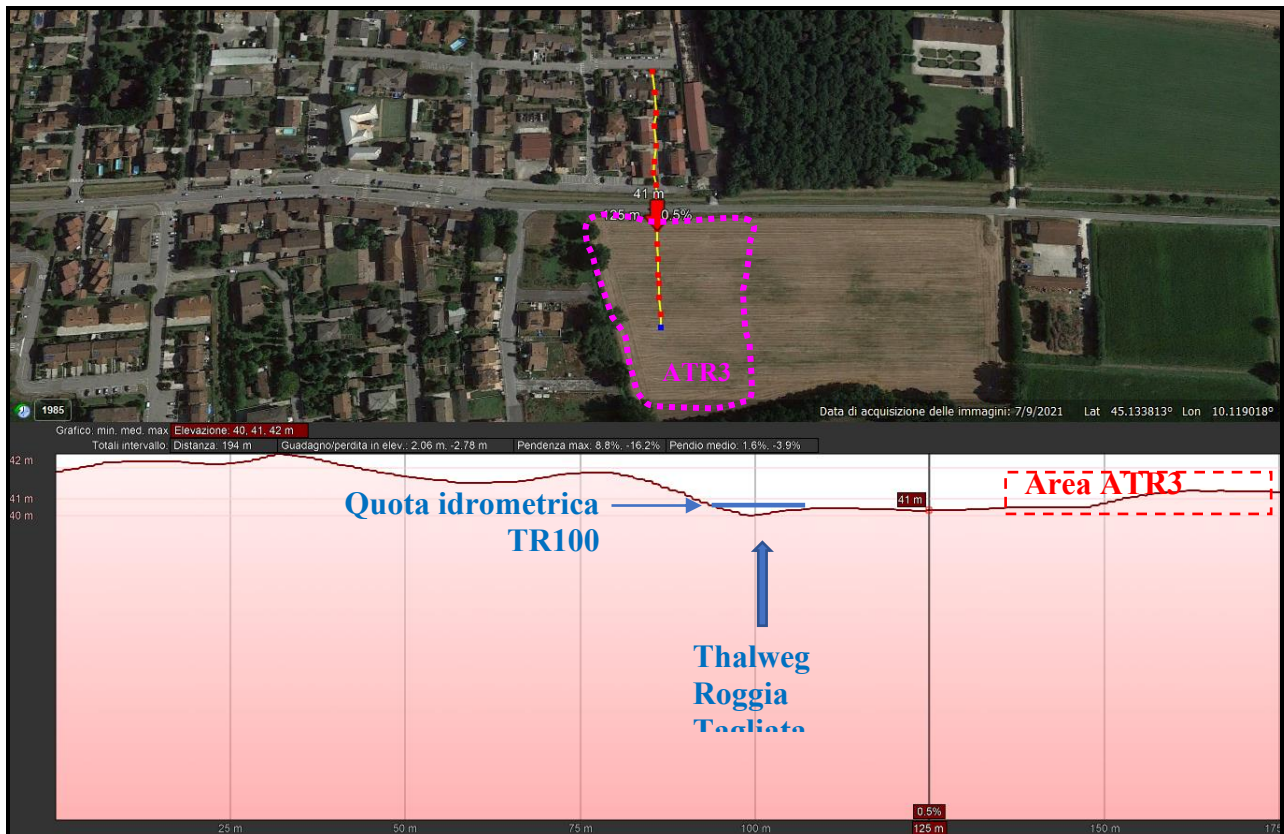 41 m
125 m 0.5%
ATR3
1985
Data di acquisizione delle immagini: 7/9/2021 Lat 45.133813° Lon 10.119018°
Grafico: min. med. max Elevazione: 40, 41, 42 m
Totali intervallo: Distanza: 194 m Guadagno/perdita in elev.: 2.06 m. -2.78 m Pendenza max: 8.8%. -16.2% Pendio medio: 1.6%. -3.9%
42 m
41 m
40 m
Quota idrometrica
TR100
41 m
Area ATR3
Thalweg
Roggia
Tagliata
0.5%
25 m 50 m 75 m 100 m 125 m 150 m 175